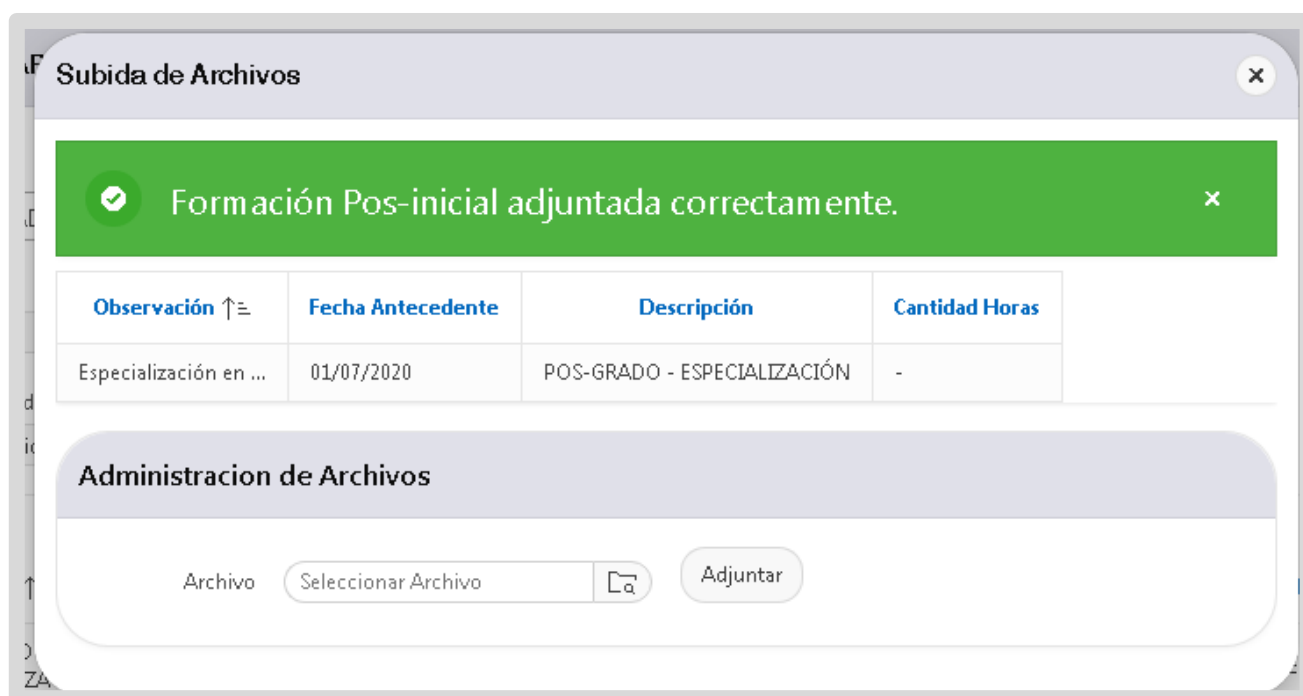 Subida de Archivos
Formación Pos-inicial adjuntada correctamente.
Observación Fecha Antecedente Descripción Cantidad Horas
Especialización en ... 01/07/2020 POS-GRADO - ESPECIALIZACIÓN -
Administracion de Archivos
Archivo Seleccionar Archivo Adjuntar